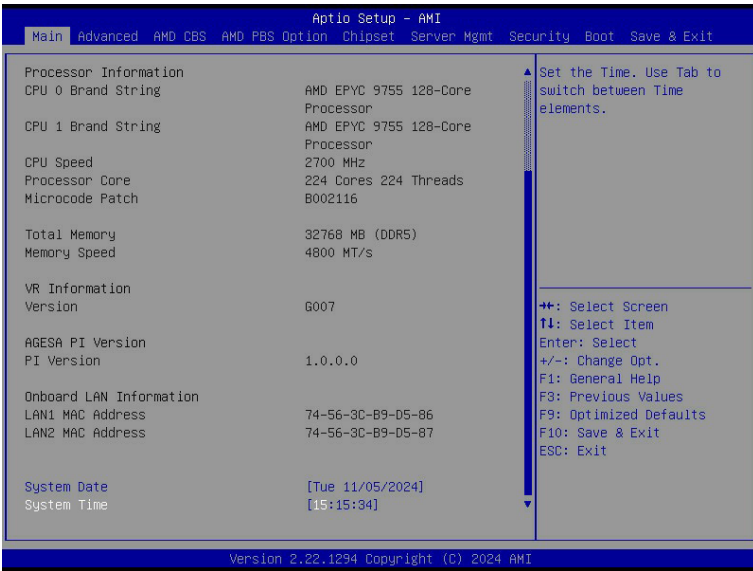 Aptio Setup - AMI
Main Advanced AMD CBS AMD PBS Option Chipset Server Mgmt Security Boot Save & Exit
Processor Information
CPU 0 Brand String AMD EPYC 9755 128-Core
Processor
CPU 1 Brand String AMD EPYC 9755 128-Core
Processor
CPU Speed 2700 MHz
Processor Core 224 Cores 224 Threads
Microcode Patch B002116
Total Memory 32768 MB (DDR5)
Memory Speed 4800 MT/s
VR Information
Version G007
AGESA PI Version
PI Version 1.0.0.0
Onboard LAN Information
LAN1 MAC Address 74-56-3C-B9-D5-86
LAN2 MAC Address 74-56-3C-B9-D5-87
System Date [Tue 11/05/2024]
System Time [15:15:34]
Set the Time. Use Tab to
switch between Time
elements.
→←: Select Screen
↑↓: Select Item
Enter: Select
+/-: Change Opt.
F1: General Help
F3: Previous Values
F9: Optimized Defaults
F10: Save & Exit
ESC: Exit
Version 2.22.1294 Copyright (C) 2024 AMI